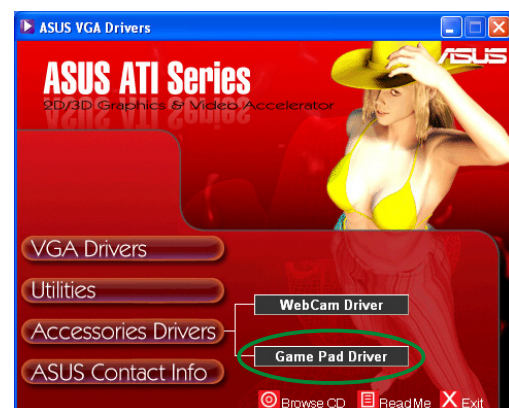 ASUS VGA Drivers
ASUS
ASUS ATI Series
2D/3D Graphics & Video Accelerator
VGA Drivers
Utilities
WebCam Driver
Accessories Drivers
Game Pad Driver
ASUS Contact Info
Browse CD ReadMe Exit